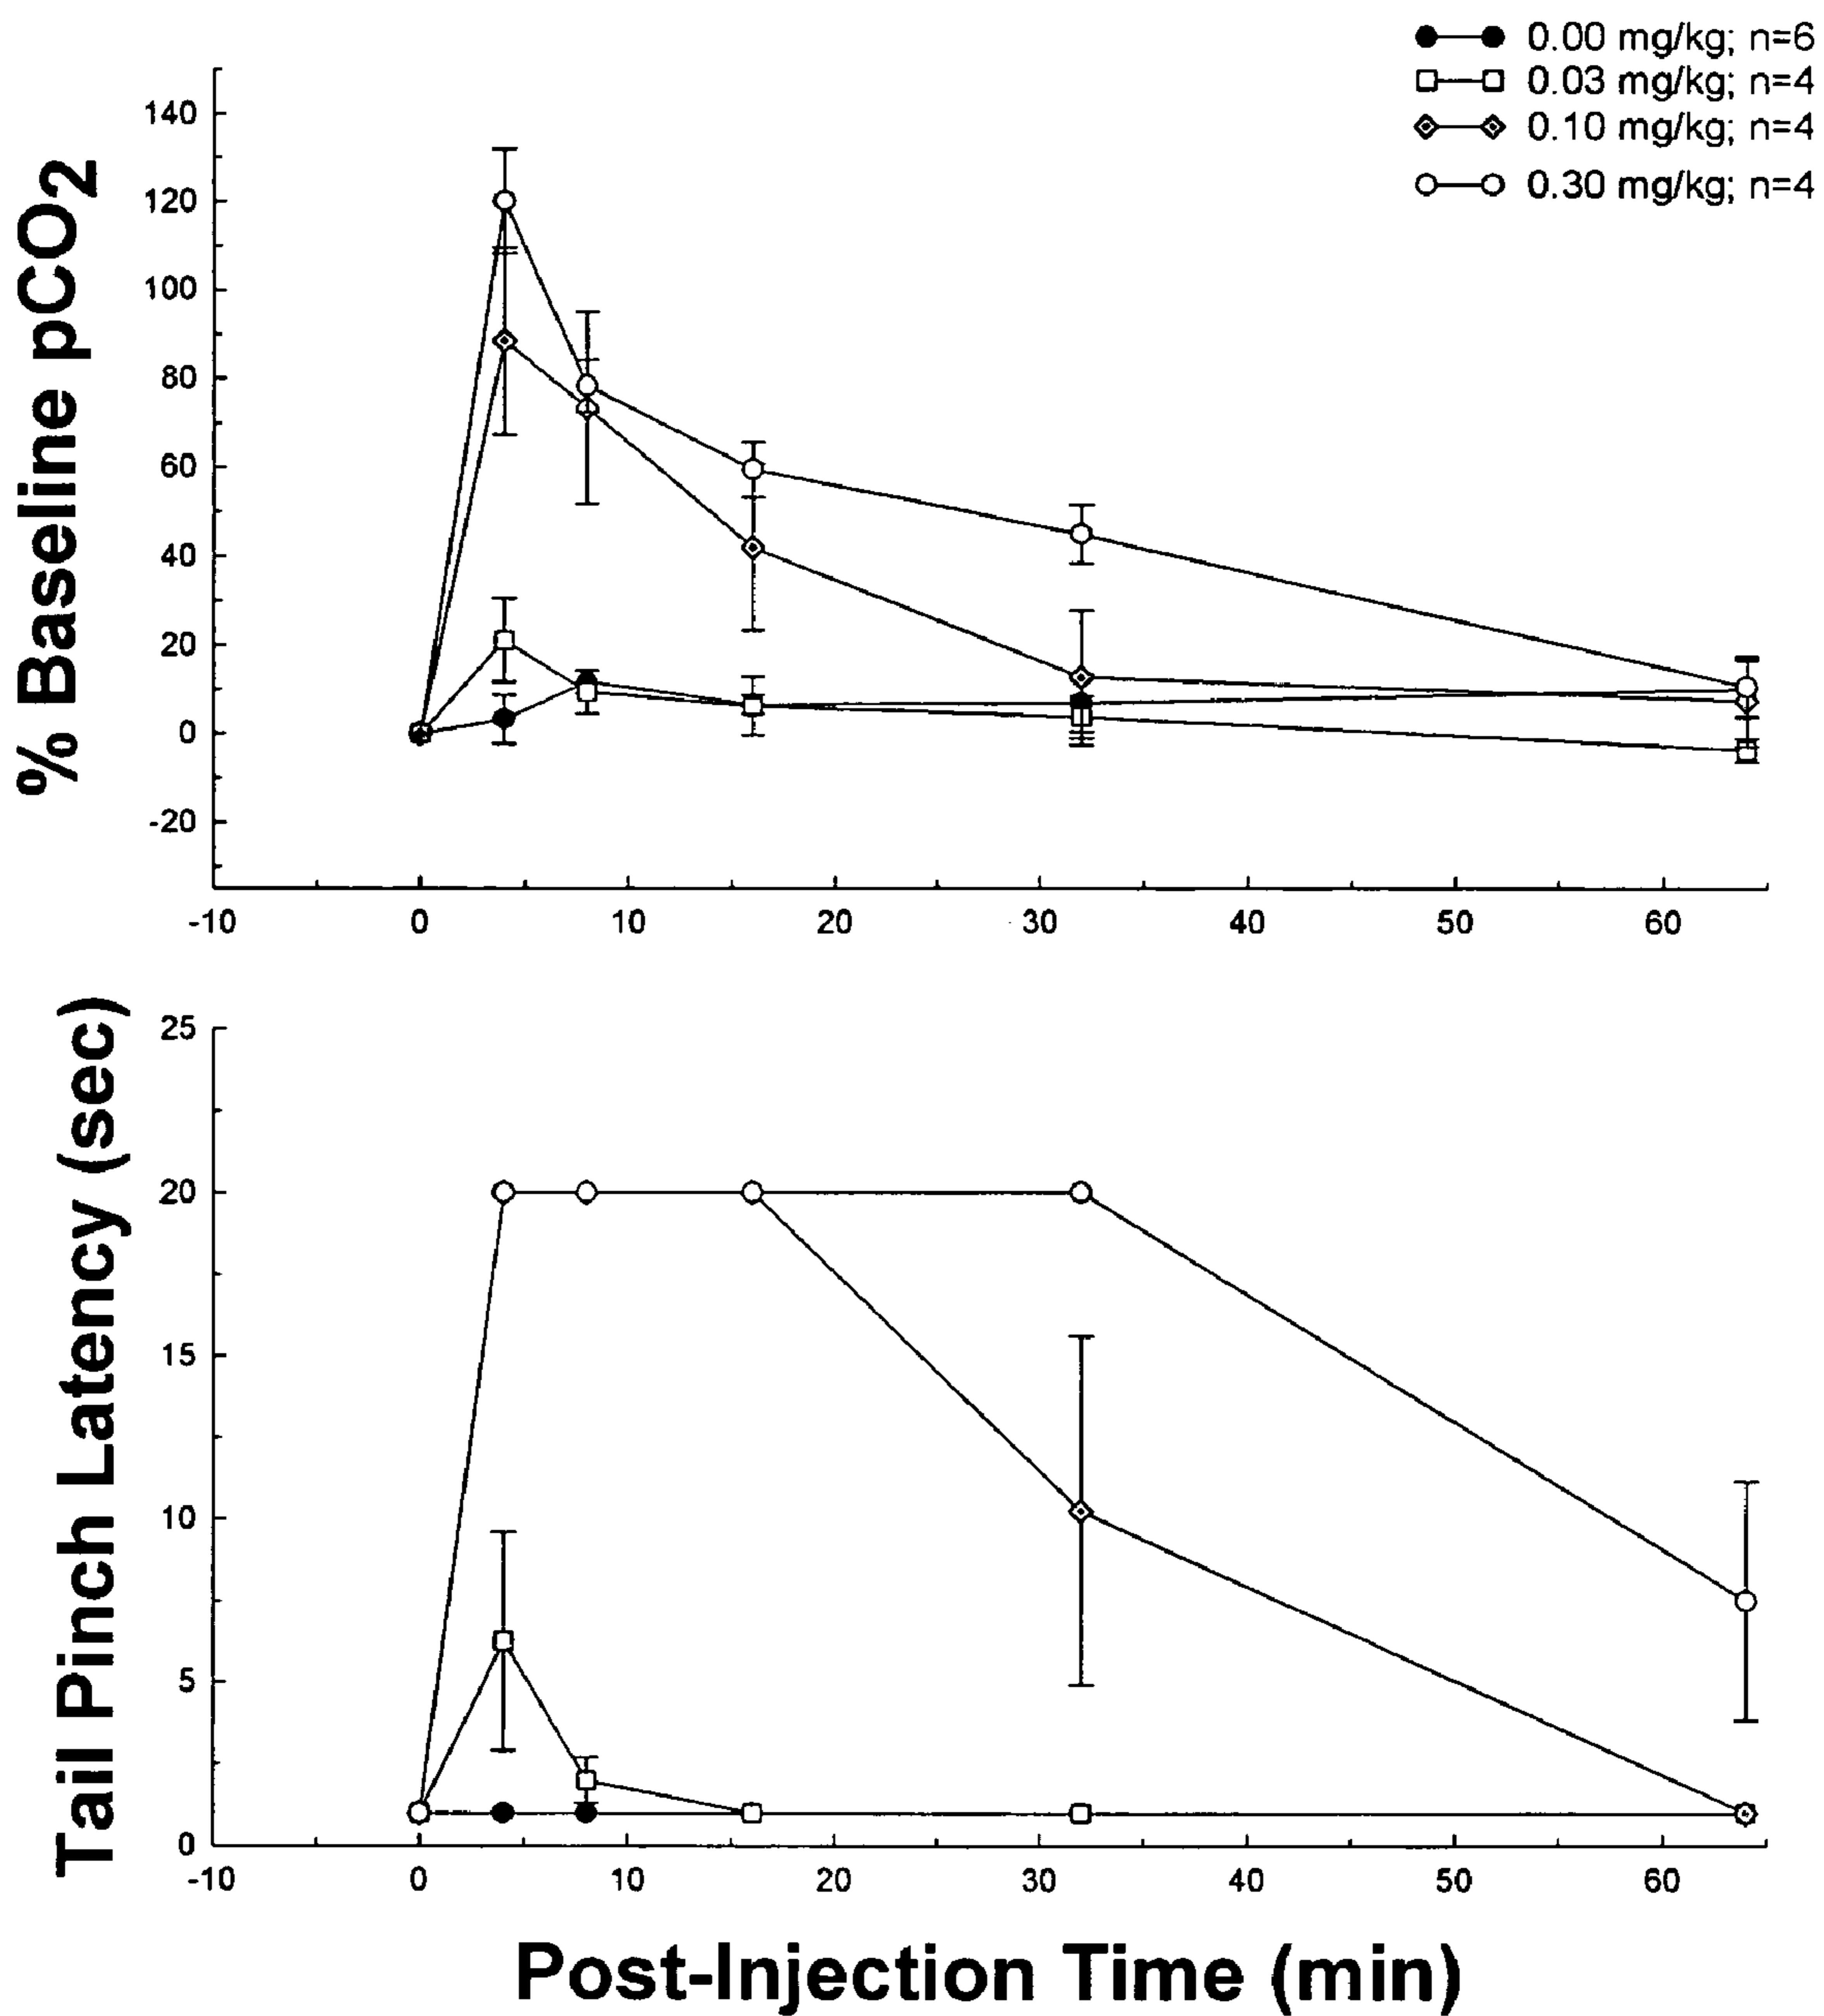 0.00 mg/kg; n=6
0.03 mg/kg; n=4
0.10 mg/kg; n=4
0.30 mg/kg; n=4
% Baseline pCO2
140
120
100
80
60
40
20
0
-20
-10 0 10 20 30 40 50 60
Tail Pinch Latency (sec)
25
20
15
10
5
0
-10 0 10 20 30 40 50 60
Post-Injection Time (min)